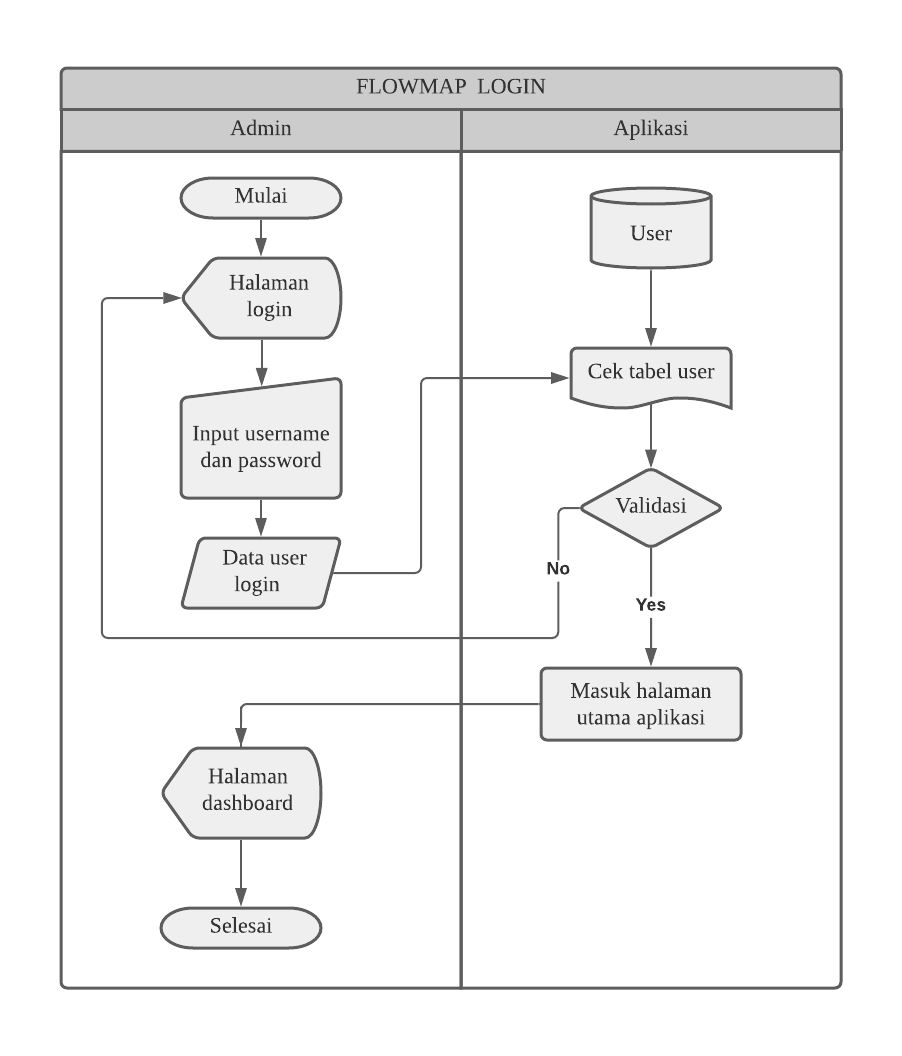 FLOWMAP LOGIN
Admin
Aplikasi
Mulai
User
Halaman
login
Cek tabel user
Input username
dan password
Validasi
Data user
login
No
Yes
Masuk halaman
utama aplikasi
Halaman
dashboard
Selesai